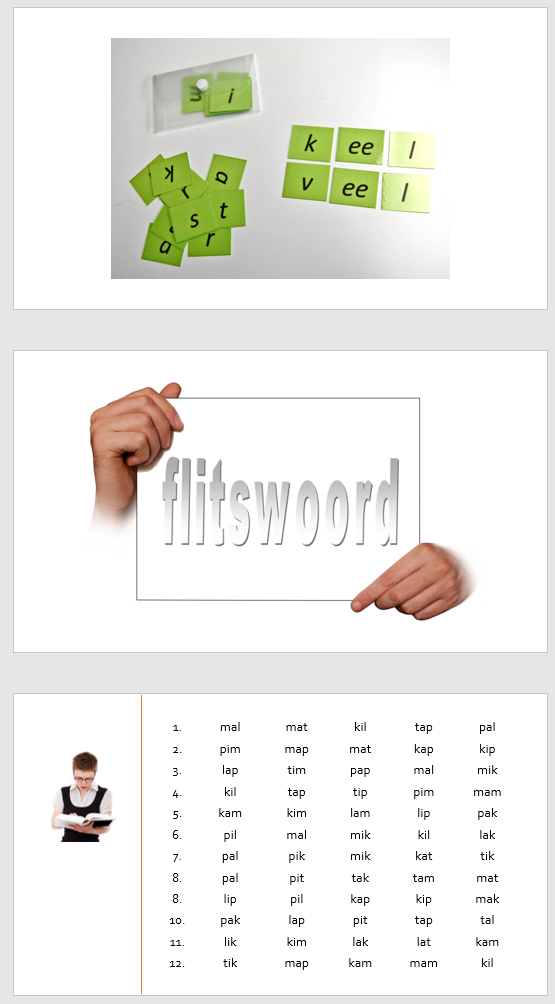 m i
k ee l
v ee l
k
a
s t
a r
flitswoord
1. mal mat kil tap pal
2. pim map mat kap kip
3. lap tim pap mal mik
4. kil tap tip pim mam
5. kam kim lam lip pak
6. pil mal mik kil lak
7. pal pik mik kat tik
8. pal pit tak tam mat
8. lip pil kap kip mak
10. pak lap pit tap tal
11. lik kim lak lat kam
12. tik map kam mam kil